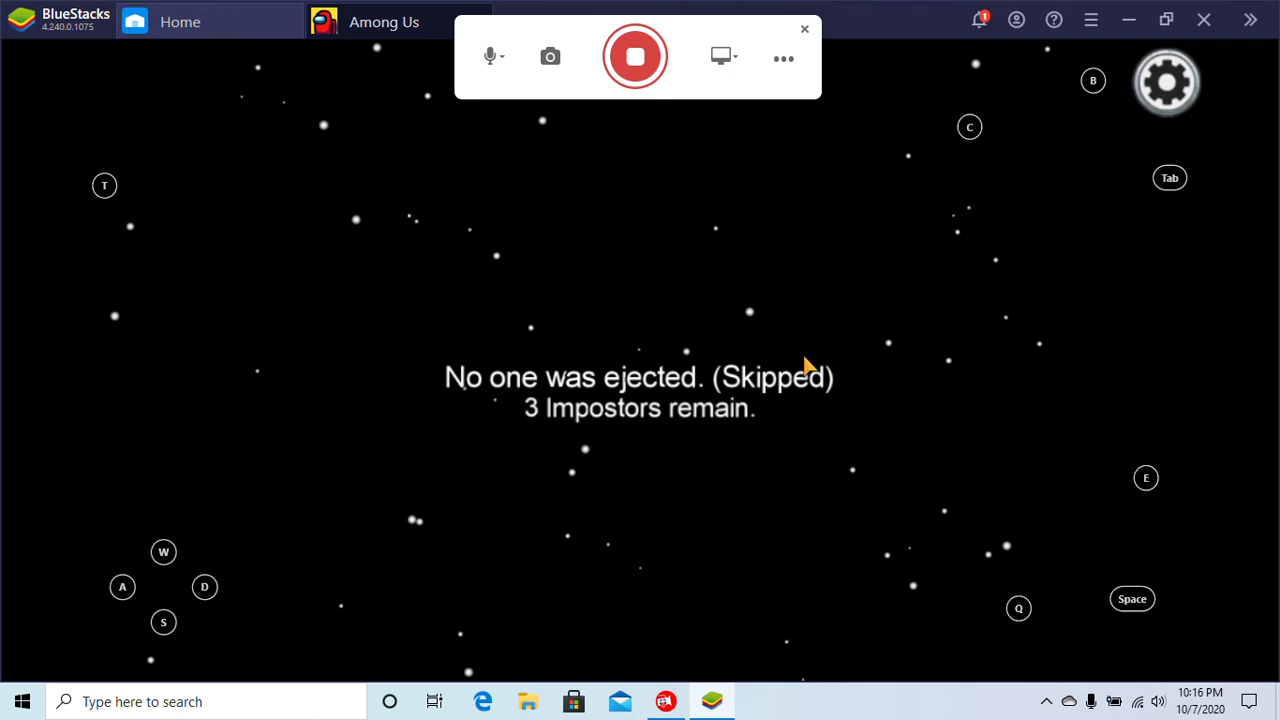 BlueStacks
4.240.0.1075
Home
Among Us
1
B
C
T
Tab
No one was ejected. (Skipped)
3 Impostors remain.
E
W
A
D
S
Q
Space
Type here to search
10:16 PM
10/7/2020